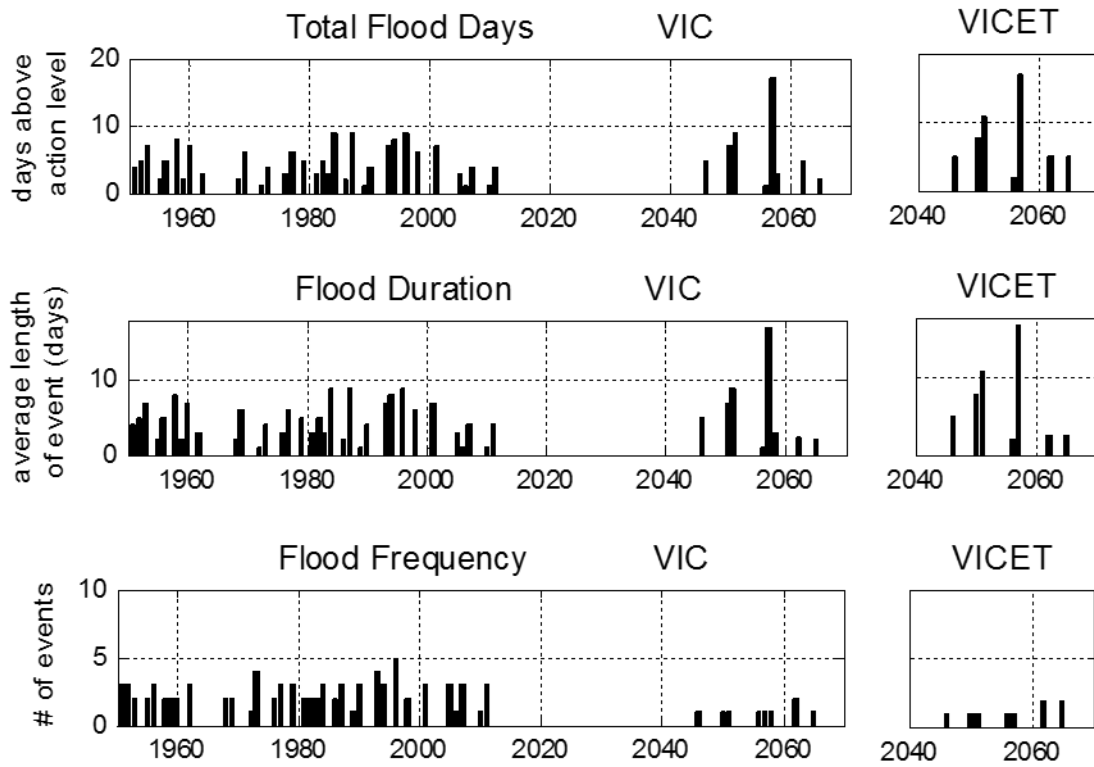 Total Flood Days VIC VICET
days above
action level
20
10
0
1960 1980 2000 2020 2040 2060 2040 2060
Flood Duration VIC VICET
average length
of event (days)
10
0
1960 1980 2000 2020 2040 2060 2040 2060
Flood Frequency VIC VICET
# of events
10
5
0
1960 1980 2000 2020 2040 2060 2040 2060